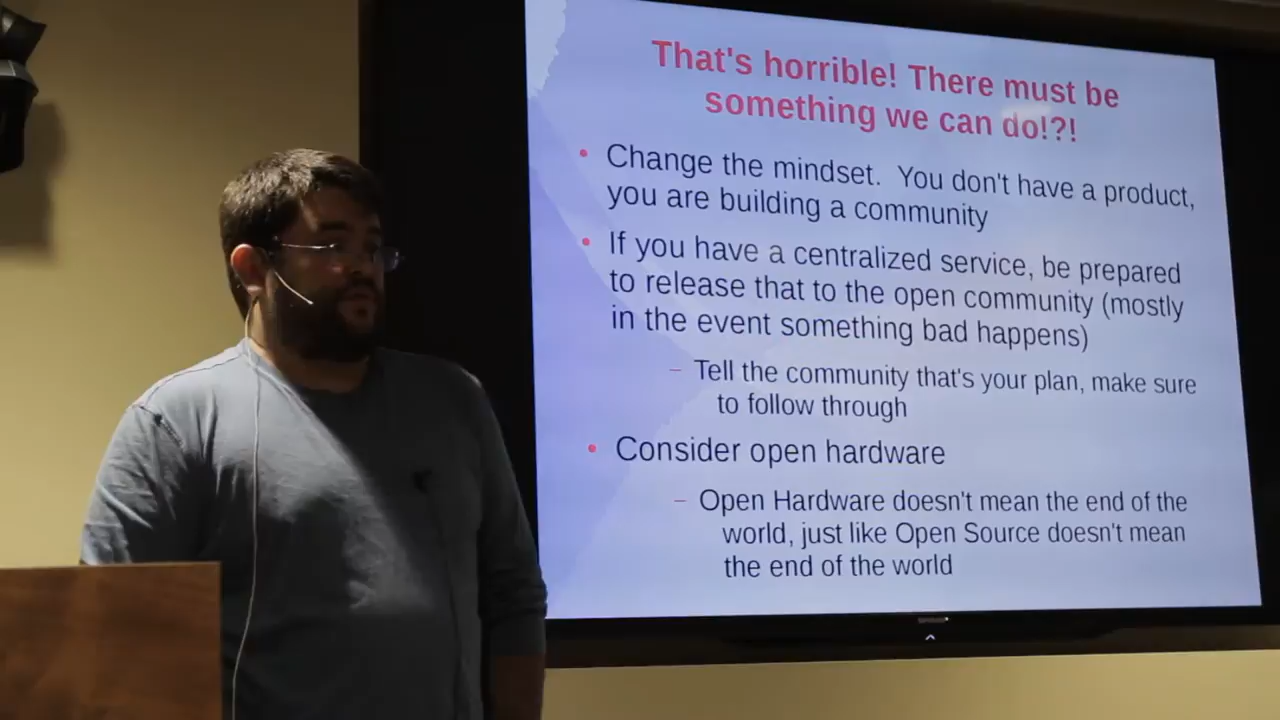 That's horrible! There must be
something we can do!?!
• Change the mindset.  You don't have a product,
you are building a community
• If you have a centralized service, be prepared
to release that to the open community (mostly
in the event something bad happens)
– Tell the community that's your plan, make sure
to follow through
• Consider open hardware
– Open Hardware doesn't mean the end of the
world, just like Open Source doesn't mean
the end of the world